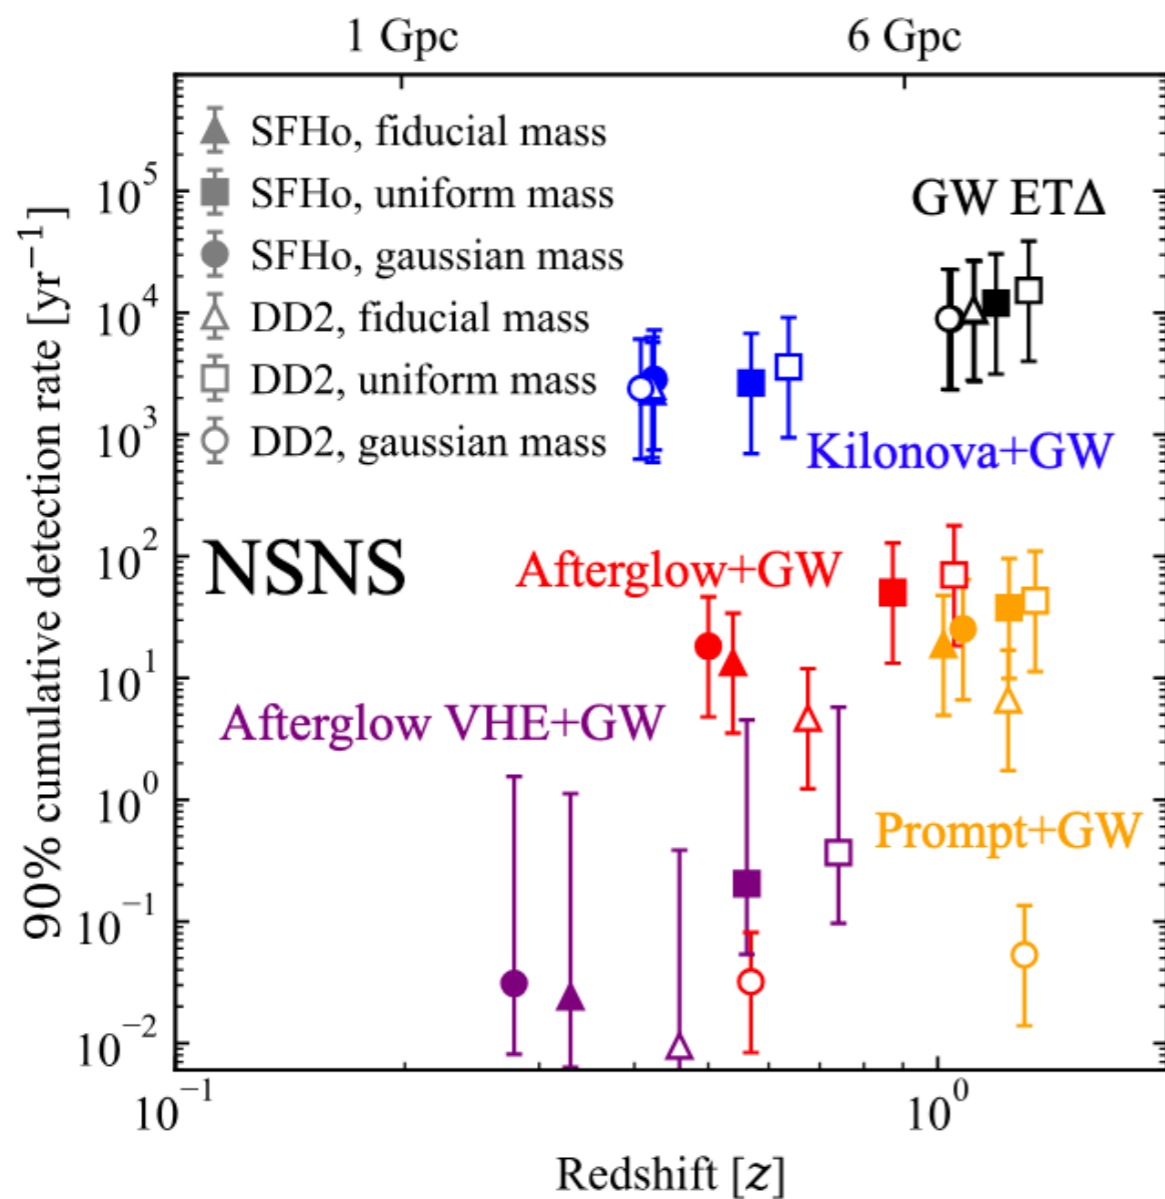 1 Gpc 6 Gpc
SFHo, fiducial mass
SFHo, uniform mass
SFHo, gaussian mass
DD2, fiducial mass
DD2, uniform mass
DD2, gaussian mass
GW ETΔ
Kilonova+GW
NSNS
Afterglow+GW
Afterglow VHE+GW
Prompt+GW
90% cumulative detection rate [yr⁻¹]
10⁵
10⁴
10³
10²
10¹
10⁰
10⁻¹
10⁻²
10⁻¹ 10⁰
Redshift [z]